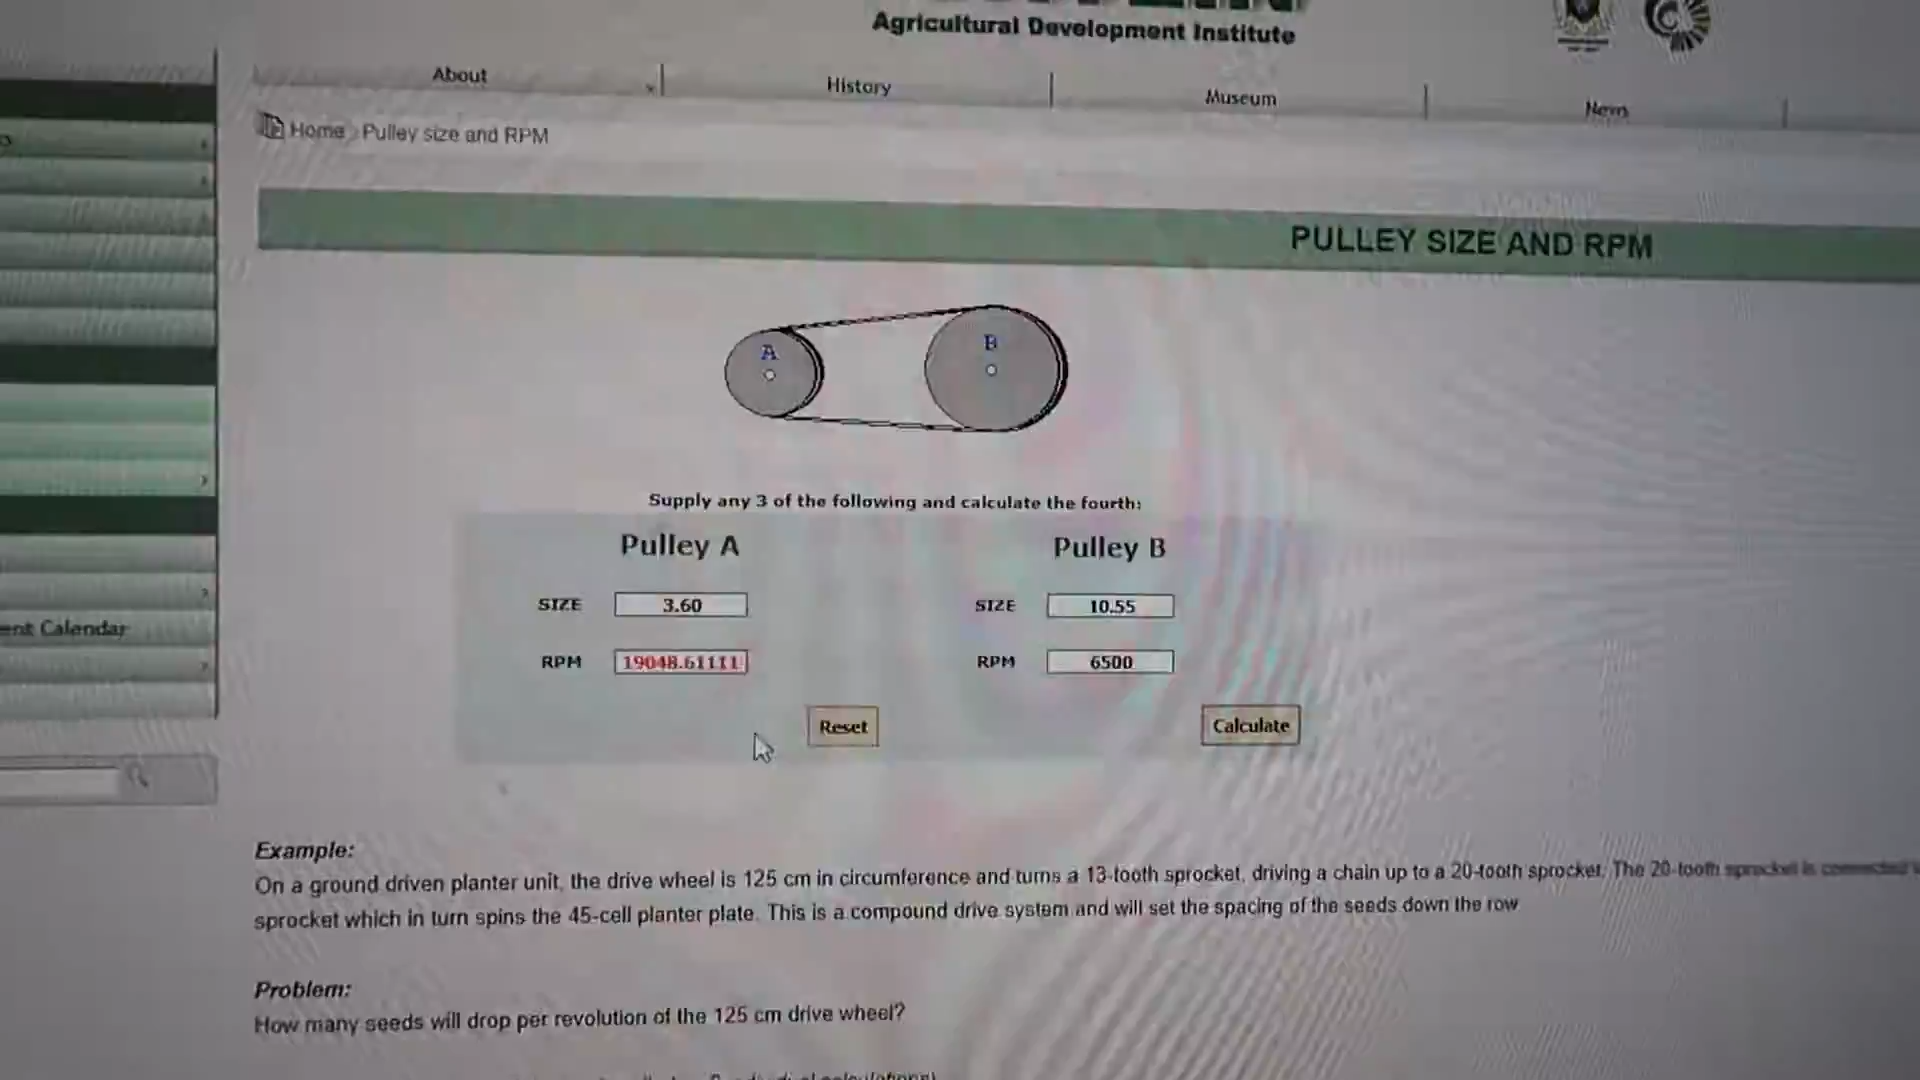 Agricultural Development Institute
About
History
Museum
News
Home
Pulley size and RPM
PULLEY SIZE AND RPM
A
B
Supply any 3 of the following and calculate the fourth:
Pulley A
Pulley B
SIZE
3.60
SIZE
10.55
RPM
19048.61111
RPM
6500
Reset
Calculate
Calendar
Example:
On a ground driven planter unit, the drive wheel is 125 cm in circumference and turns a 13-tooth sprocket, driving a chain up to a 20-tooth sprocket. The 20-tooth sprocket is connected
sprocket which in turn spins the 45-cell planter plate. This is a compound drive system and will set the spacing of the seeds down the row
Problem:
How many seeds will drop per revolution of the 125 cm drive wheel?